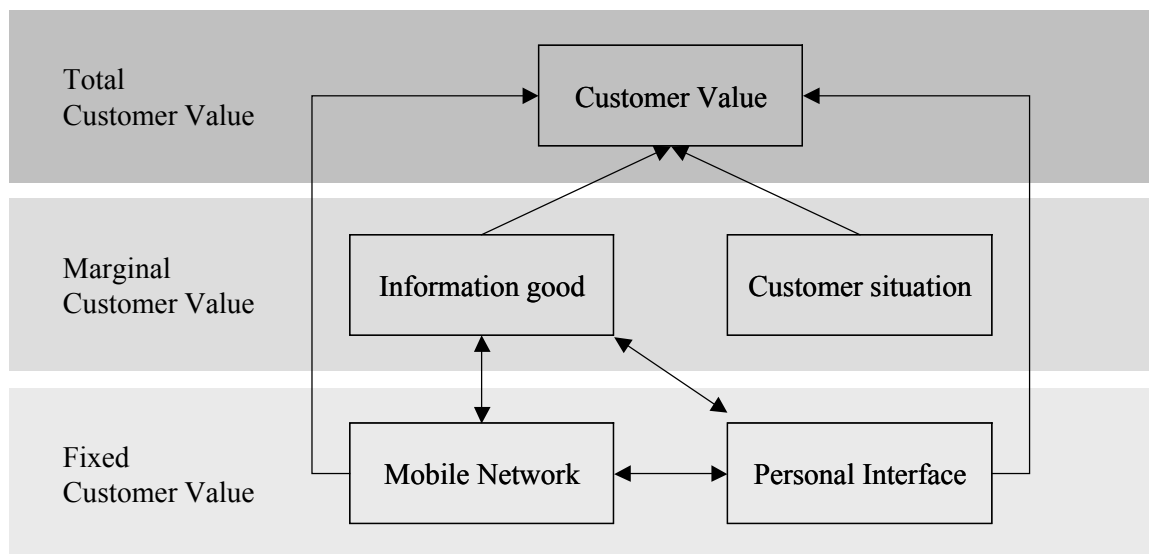 Total
Customer Value
Customer Value
Marginal
Customer Value
Information good
Customer situation
Fixed
Customer Value
Mobile Network
Personal Interface